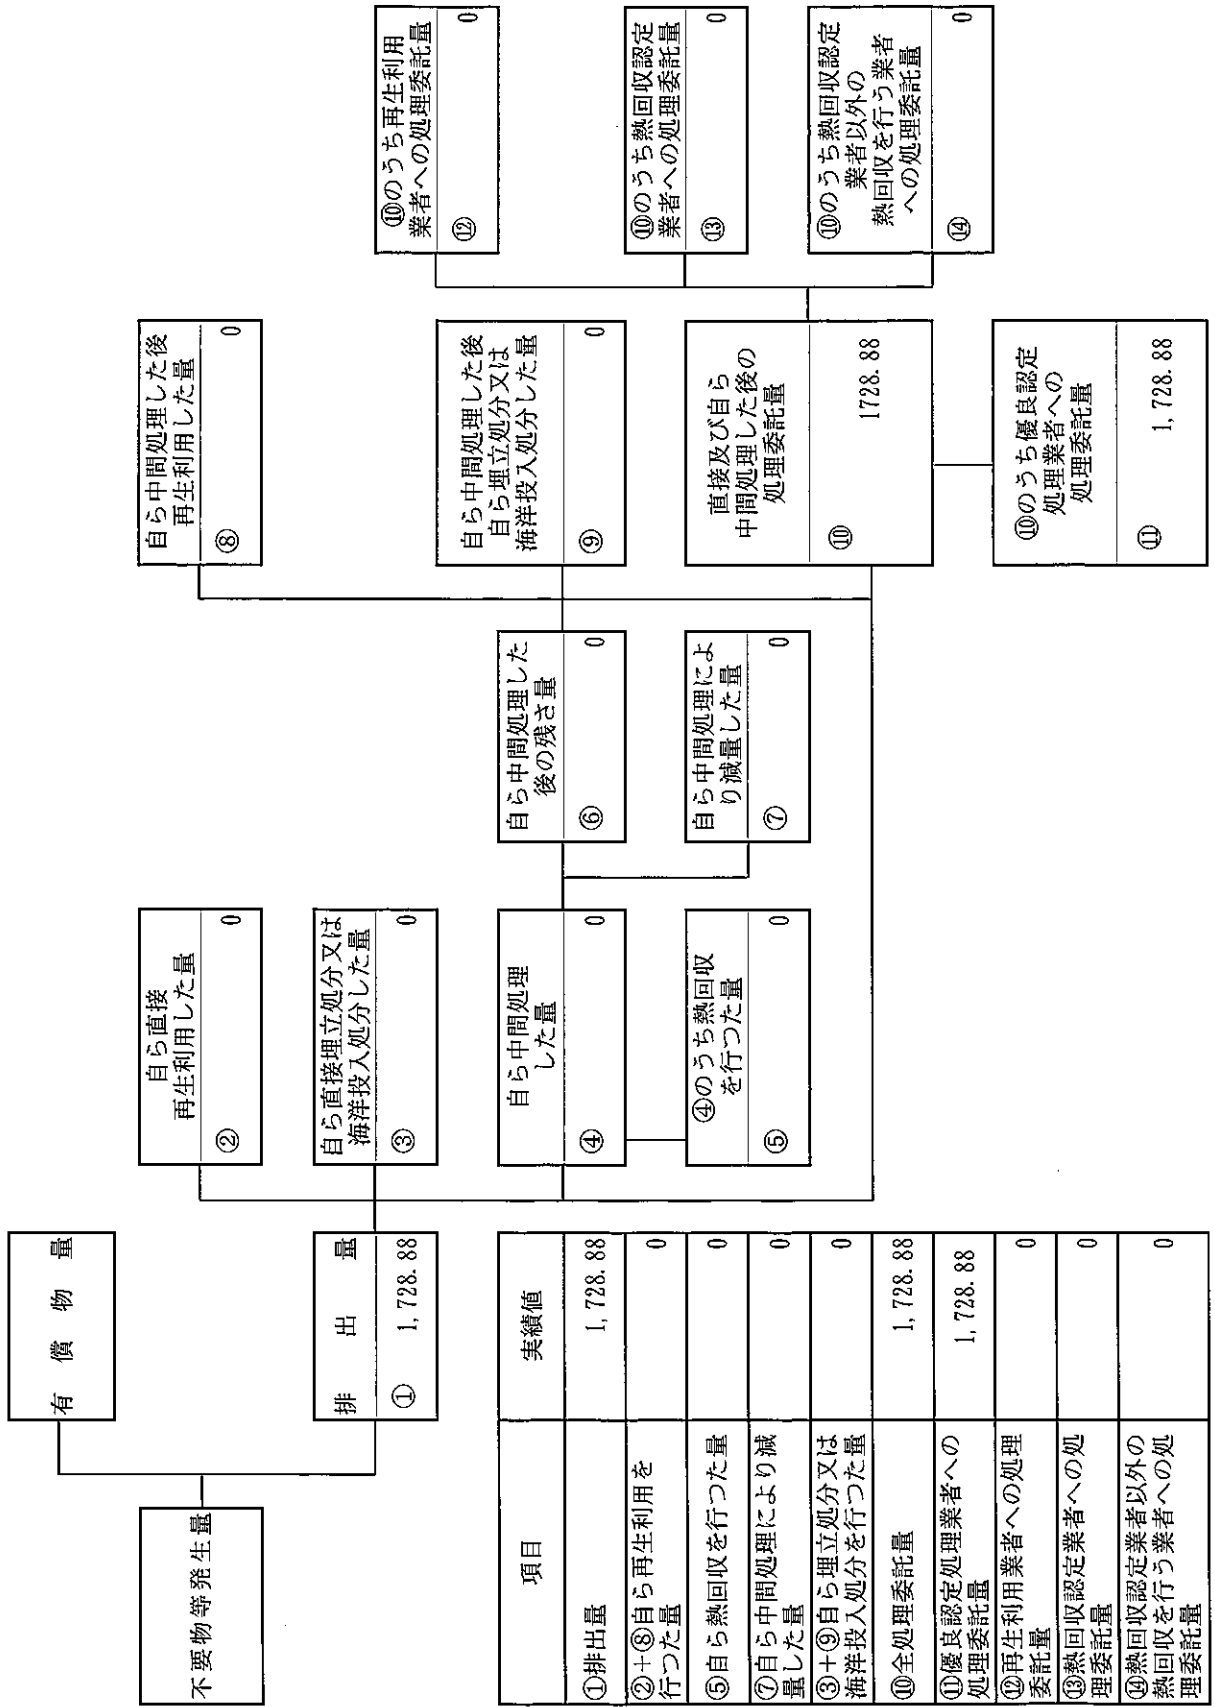 不要物等発生量
有償物量
排出量
① 1,728.88
自ら直接
再生利用した量
② 0
自ら直接埋立処分又は
海洋投入処分した量
③ 0
自ら中間処理
した量
④ 0
④のうち熱回収
を行つた量
⑤ 0
自ら中間処理した
後の残さ量
⑥ 0
自ら中間処理によ
り減量した量
⑦ 0
自ら中間処理した後
再生利用した量
⑧ 0
自ら中間処理した後
自ら埋立処分又は
海洋投入処分した量
⑨ 0
直接及び自ら
中間処理した後の
処理委託量
⑩ 1728.88
⑩のうち優良認定
処理業者への
処理委託量
⑪ 1,728.88
⑩のうち再生利用
業者への処理委託量
⑫ 0
⑩のうち熱回収認定
業者への処理委託量
⑬ 0
⑩のうち熱回収認定
業者以外の
熱回収を行う業者
への処理委託量
⑭ 0
項目 実績値
①排出量 1,728.88
②+⑧自ら再生利用を
行つた量 0
⑤自ら熱回収を行つた量 0
⑦自ら中間処理により減
量した量 0
③+⑨自ら埋立処分又は
海洋投入処分を行つた量 0
⑩全処理委託量 1,728.88
⑪優良認定処理業者への
処理委託量 1,728.88
⑫再生利用業者への処理
委託量 0
⑬熱回収認定業者への処
理委託量 0
⑭熱回収認定業者以外の
熱回収を行う業者への処
理委託量 0